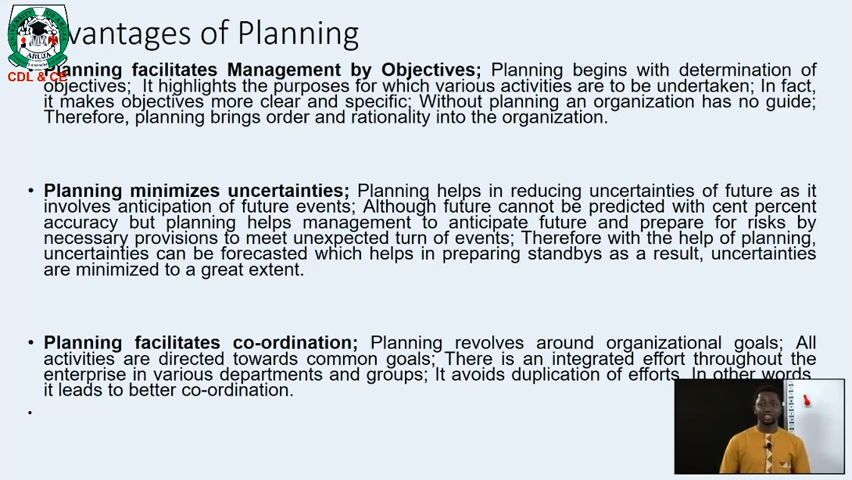 vantages of Planning
UNIVERSITY OF ABUJA
ABUJA
CDL & CE
Planning facilitates Management by Objectives; Planning begins with determination of
objectives; It highlights the purposes for which various activities are to be undertaken; In fact,
it makes objectives more clear and specific; Without planning an organization has no guide;
Therefore, planning brings order and rationality into the organization.
• Planning minimizes uncertainties; Planning helps in reducing uncertainties of future as it
involves anticipation of future events; Although future cannot be predicted with cent percent
accuracy but planning helps management to anticipate future and prepare for risks by
necessary provisions to meet unexpected turn of events; Therefore with the help of planning,
uncertainties can be forecasted which helps in preparing standbys as a result, uncertainties
are minimized to a great extent.
• Planning facilitates co-ordination; Planning revolves around organizational goals; All
activities are directed towards common goals; There is an integrated effort throughout the
enterprise in various departments and groups; It avoids duplication of efforts. In other words,
it leads to better co-ordination.
•